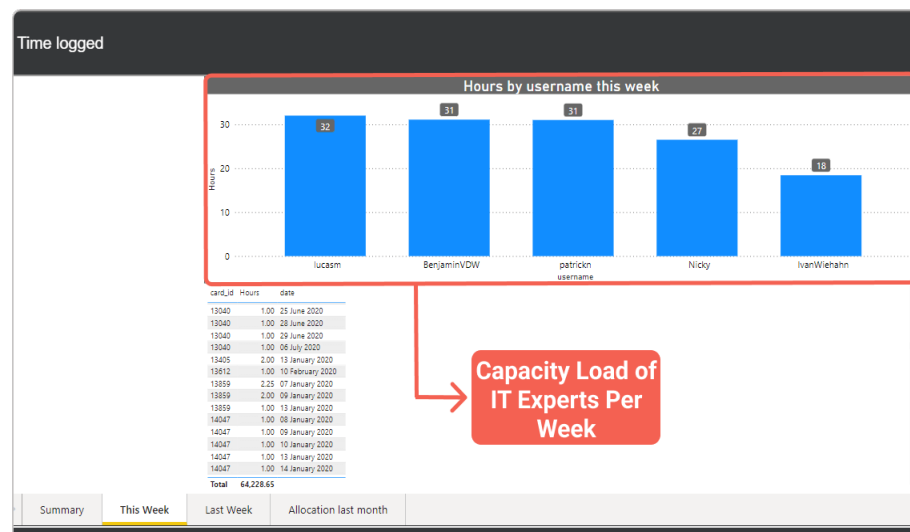 Time logged
Hours by username this week
30
20
10
0
Hours
32
31
31
27
18
lucasm BenjaminVDW patrickn Nicky IvanWiehahn
username
card_id Hours date
13040 1.00 25 June 2020
13040 1.00 28 June 2020
13040 1.00 29 June 2020
13040 1.00 06 July 2020
13405 2.00 13 January 2020
13612 1.00 10 February 2020
13859 2.25 07 January 2020
13859 2.00 09 January 2020
13859 1.00 13 January 2020
14047 1.00 08 January 2020
14047 1.00 09 January 2020
14047 1.00 10 January 2020
14047 1.00 13 January 2020
14047 1.00 14 January 2020
Total 64,228.65
Capacity Load of
IT Experts Per
Week
Summary This Week Last Week Allocation last month